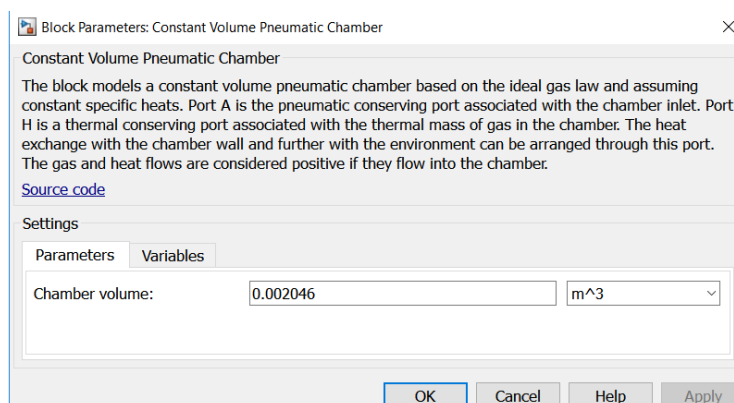 Block Parameters: Constant Volume Pneumatic Chamber
Constant Volume Pneumatic Chamber
The block models a constant volume pneumatic chamber based on the ideal gas law and assuming
constant specific heats. Port A is the pneumatic conserving port associated with the chamber inlet. Port
H is a thermal conserving port associated with the thermal mass of gas in the chamber. The heat
exchange with the chamber wall and further with the environment can be arranged through this port.
The gas and heat flows are considered positive if they flow into the chamber.
Source code
Settings
Parameters Variables
Chamber volume: 0.002046 m^3
OK Cancel Help Apply